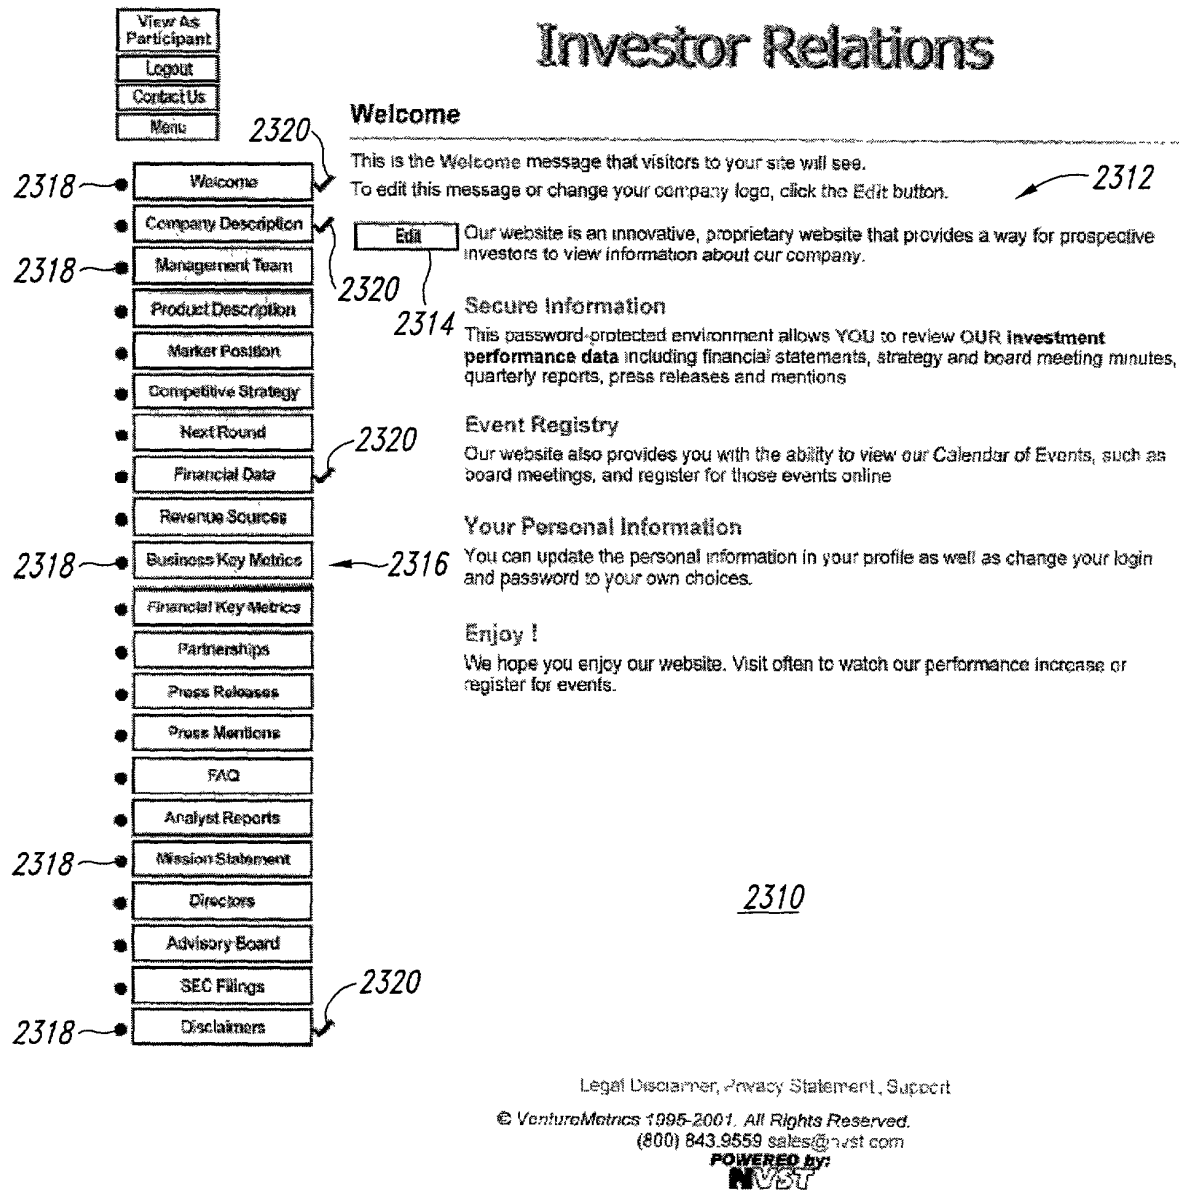 View As
Participant
Logout
Contact Us
Menu
Investor Relations
Welcome
This is the Welcome message that visitors to your site will see.
To edit this message or change your company logo, click the Edit button.
2312
Edit
2314
Our website is an innovative, proprietary website that provides a way for prospective
investors to view information about our company.
Secure Information
This password-protected environment allows YOU to review OUR investment
performance data including financial statements, strategy and board meeting minutes,
quarterly reports, press releases and mentions
Event Registry
Our website also provides you with the ability to view our Calendar of Events, such as
board meetings, and register for those events online
Your Personal Information
You can update the personal information in your profile as well as change your login
and password to your own choices.
Enjoy !
We hope you enjoy our website. Visit often to watch our performance increase or
register for events.
2320
2318 Welcome
Company Description
2320
2318 Management Team
Product Description
Market Position
Competitive Strategy
Next Round
2320
Financial Data
Revenue Sources
2318 Business Key Metrics 2316
Financial Key Metrics
Partnerships
Press Releases
Press Mentions
FAQ
Analyst Reports
2318 Mission Statement
Directors
2310
Advisory Board
SEC Filings
2320
2318 Disclaimers
Legal Disclaimer, Privacy Statement, Support
© VentureMetrics 1995-2001. All Rights Reserved.
(800) 843.9559 sales@nvst com
POWERED by:
NVST